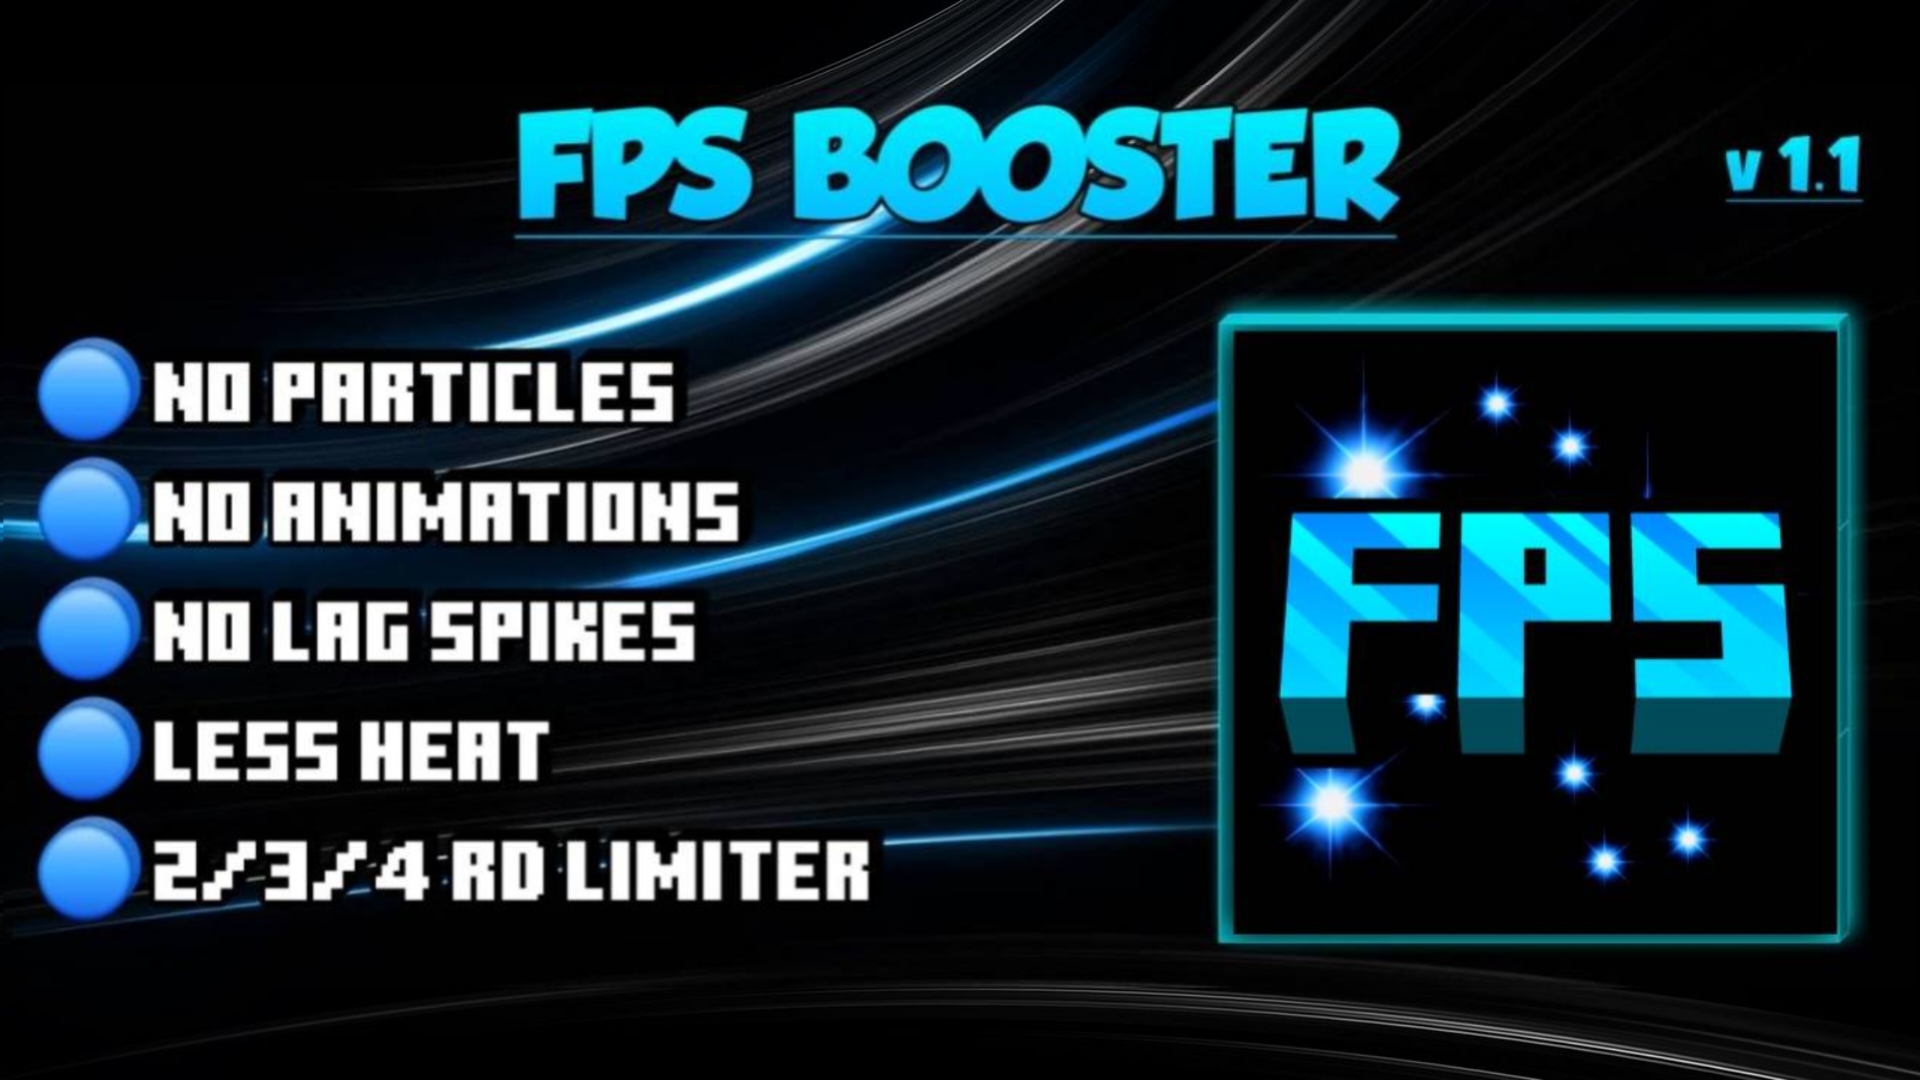 FPS BOOSTER
v 1.1
NO PARTICLES
NO ANIMATIONS
NO LAG SPIKES
LESS HEAT
2/3/4 RD LIMITER
FPS